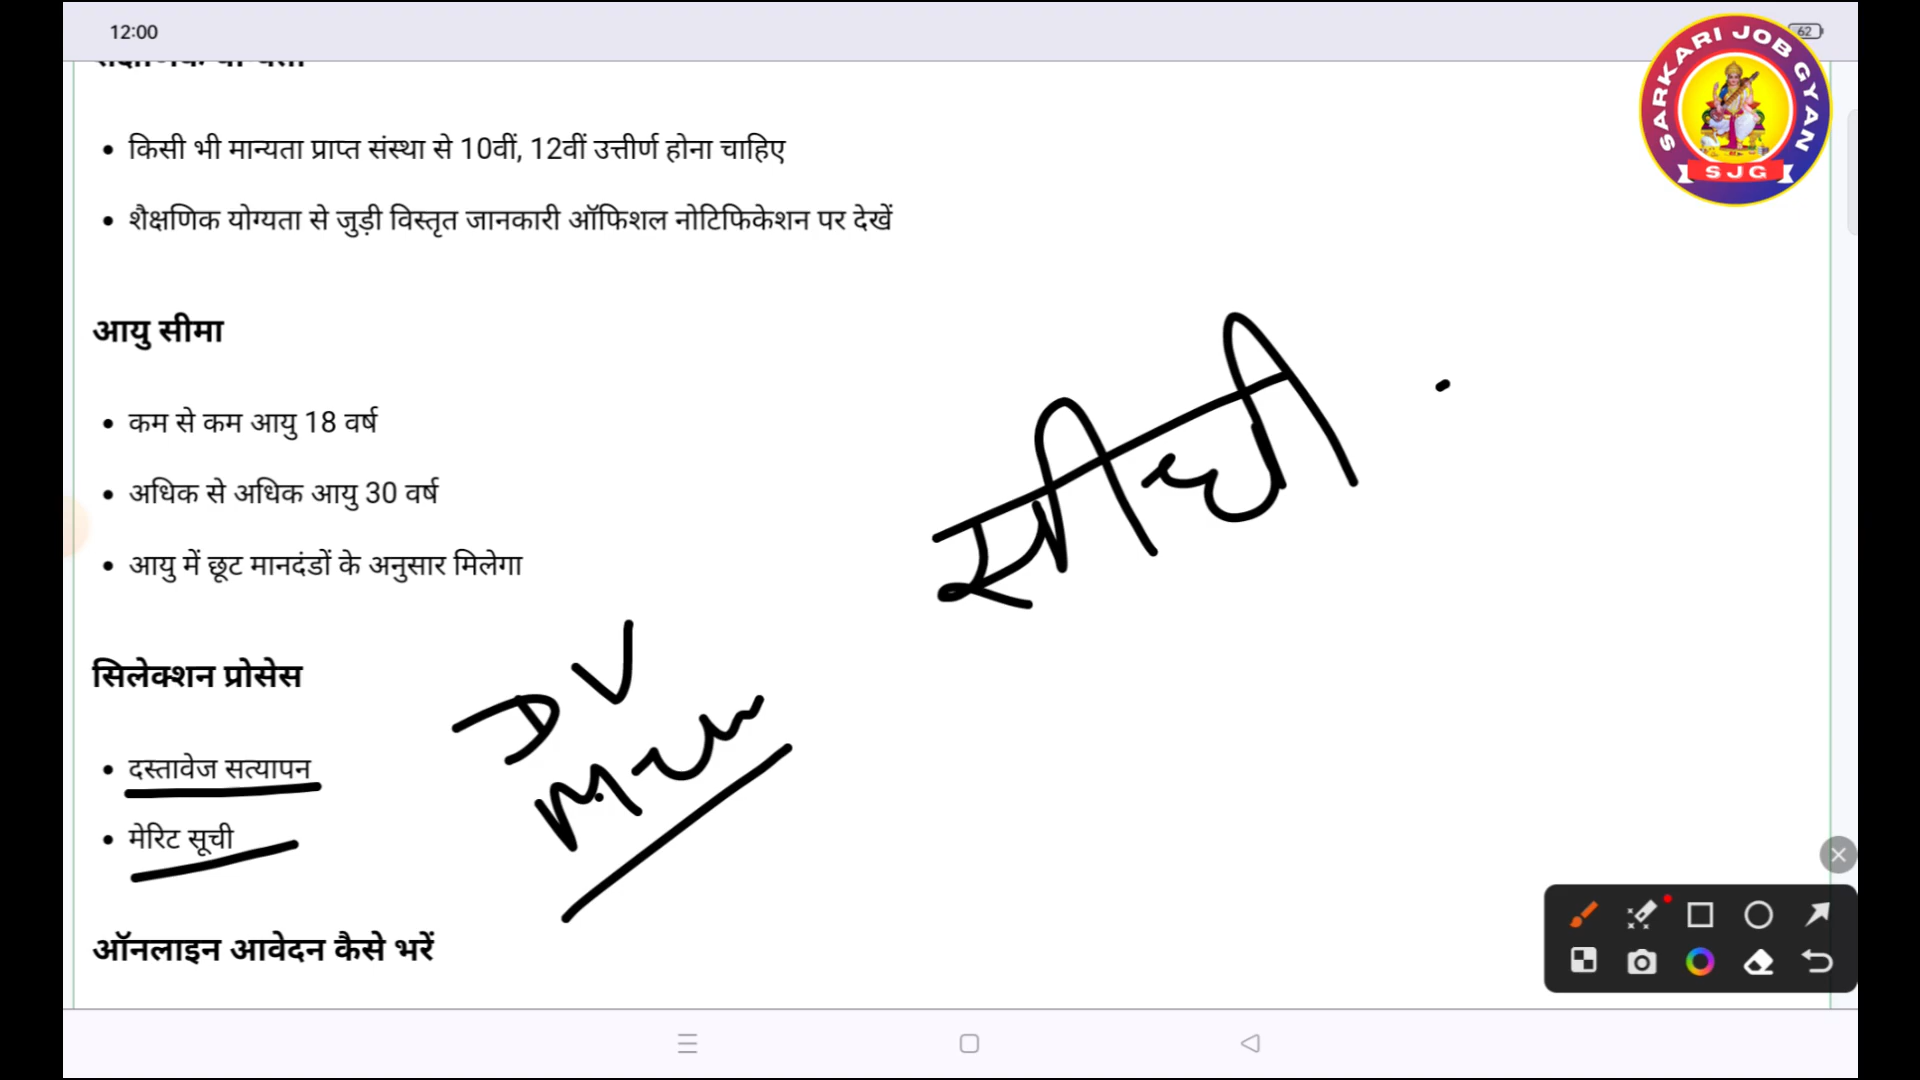 12:00
62
SARKARI JOB GYAN
SJG
किसी भी मान्यता प्राप्त संस्था से 10वीं, 12वीं उत्तीर्ण होना चाहिए
शैक्षणिक योग्यता से जुड़ी विस्तृत जानकारी ऑफिशल नोटिफिकेशन पर देखें
आयु सीमा
कम से कम आयु 18 वर्ष
अधिक से अधिक आयु 30 वर्ष
आयु में छूट मानदंडों के अनुसार मिलेगा
सीधी
सिलेक्शन प्रोसेस
DV
दस्तावेज सत्यापन
मेरिट सूची
ऑनलाइन आवेदन कैसे भरें